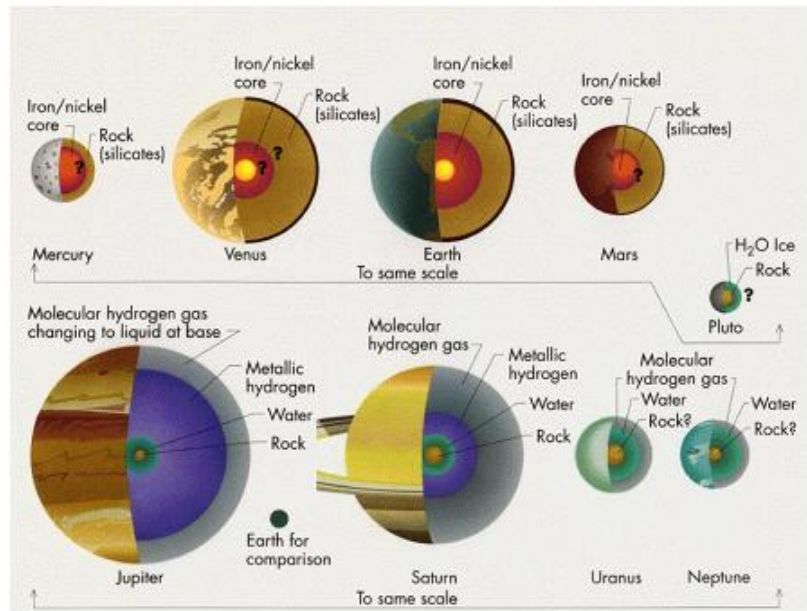 Iron/nickel
core
Rock
(silicates)
?
Mercury
Iron/nickel
core
Rock
(silicates)
?
?
Venus
Iron/nickel
core
Rock
(silicates)
Earth
Iron/nickel
core
Rock
(silicates)
?
Mars
To same scale
H2O Ice
Rock
?
Pluto
Molecular hydrogen gas
changing to liquid at base
Metallic
hydrogen
Water
Rock
Jupiter
Earth for
comparison
Molecular
hydrogen gas
Metallic
hydrogen
Water
Rock
Saturn
Molecular
hydrogen gas
Water
Rock?
Uranus
Water
Rock?
Neptune
To same scale